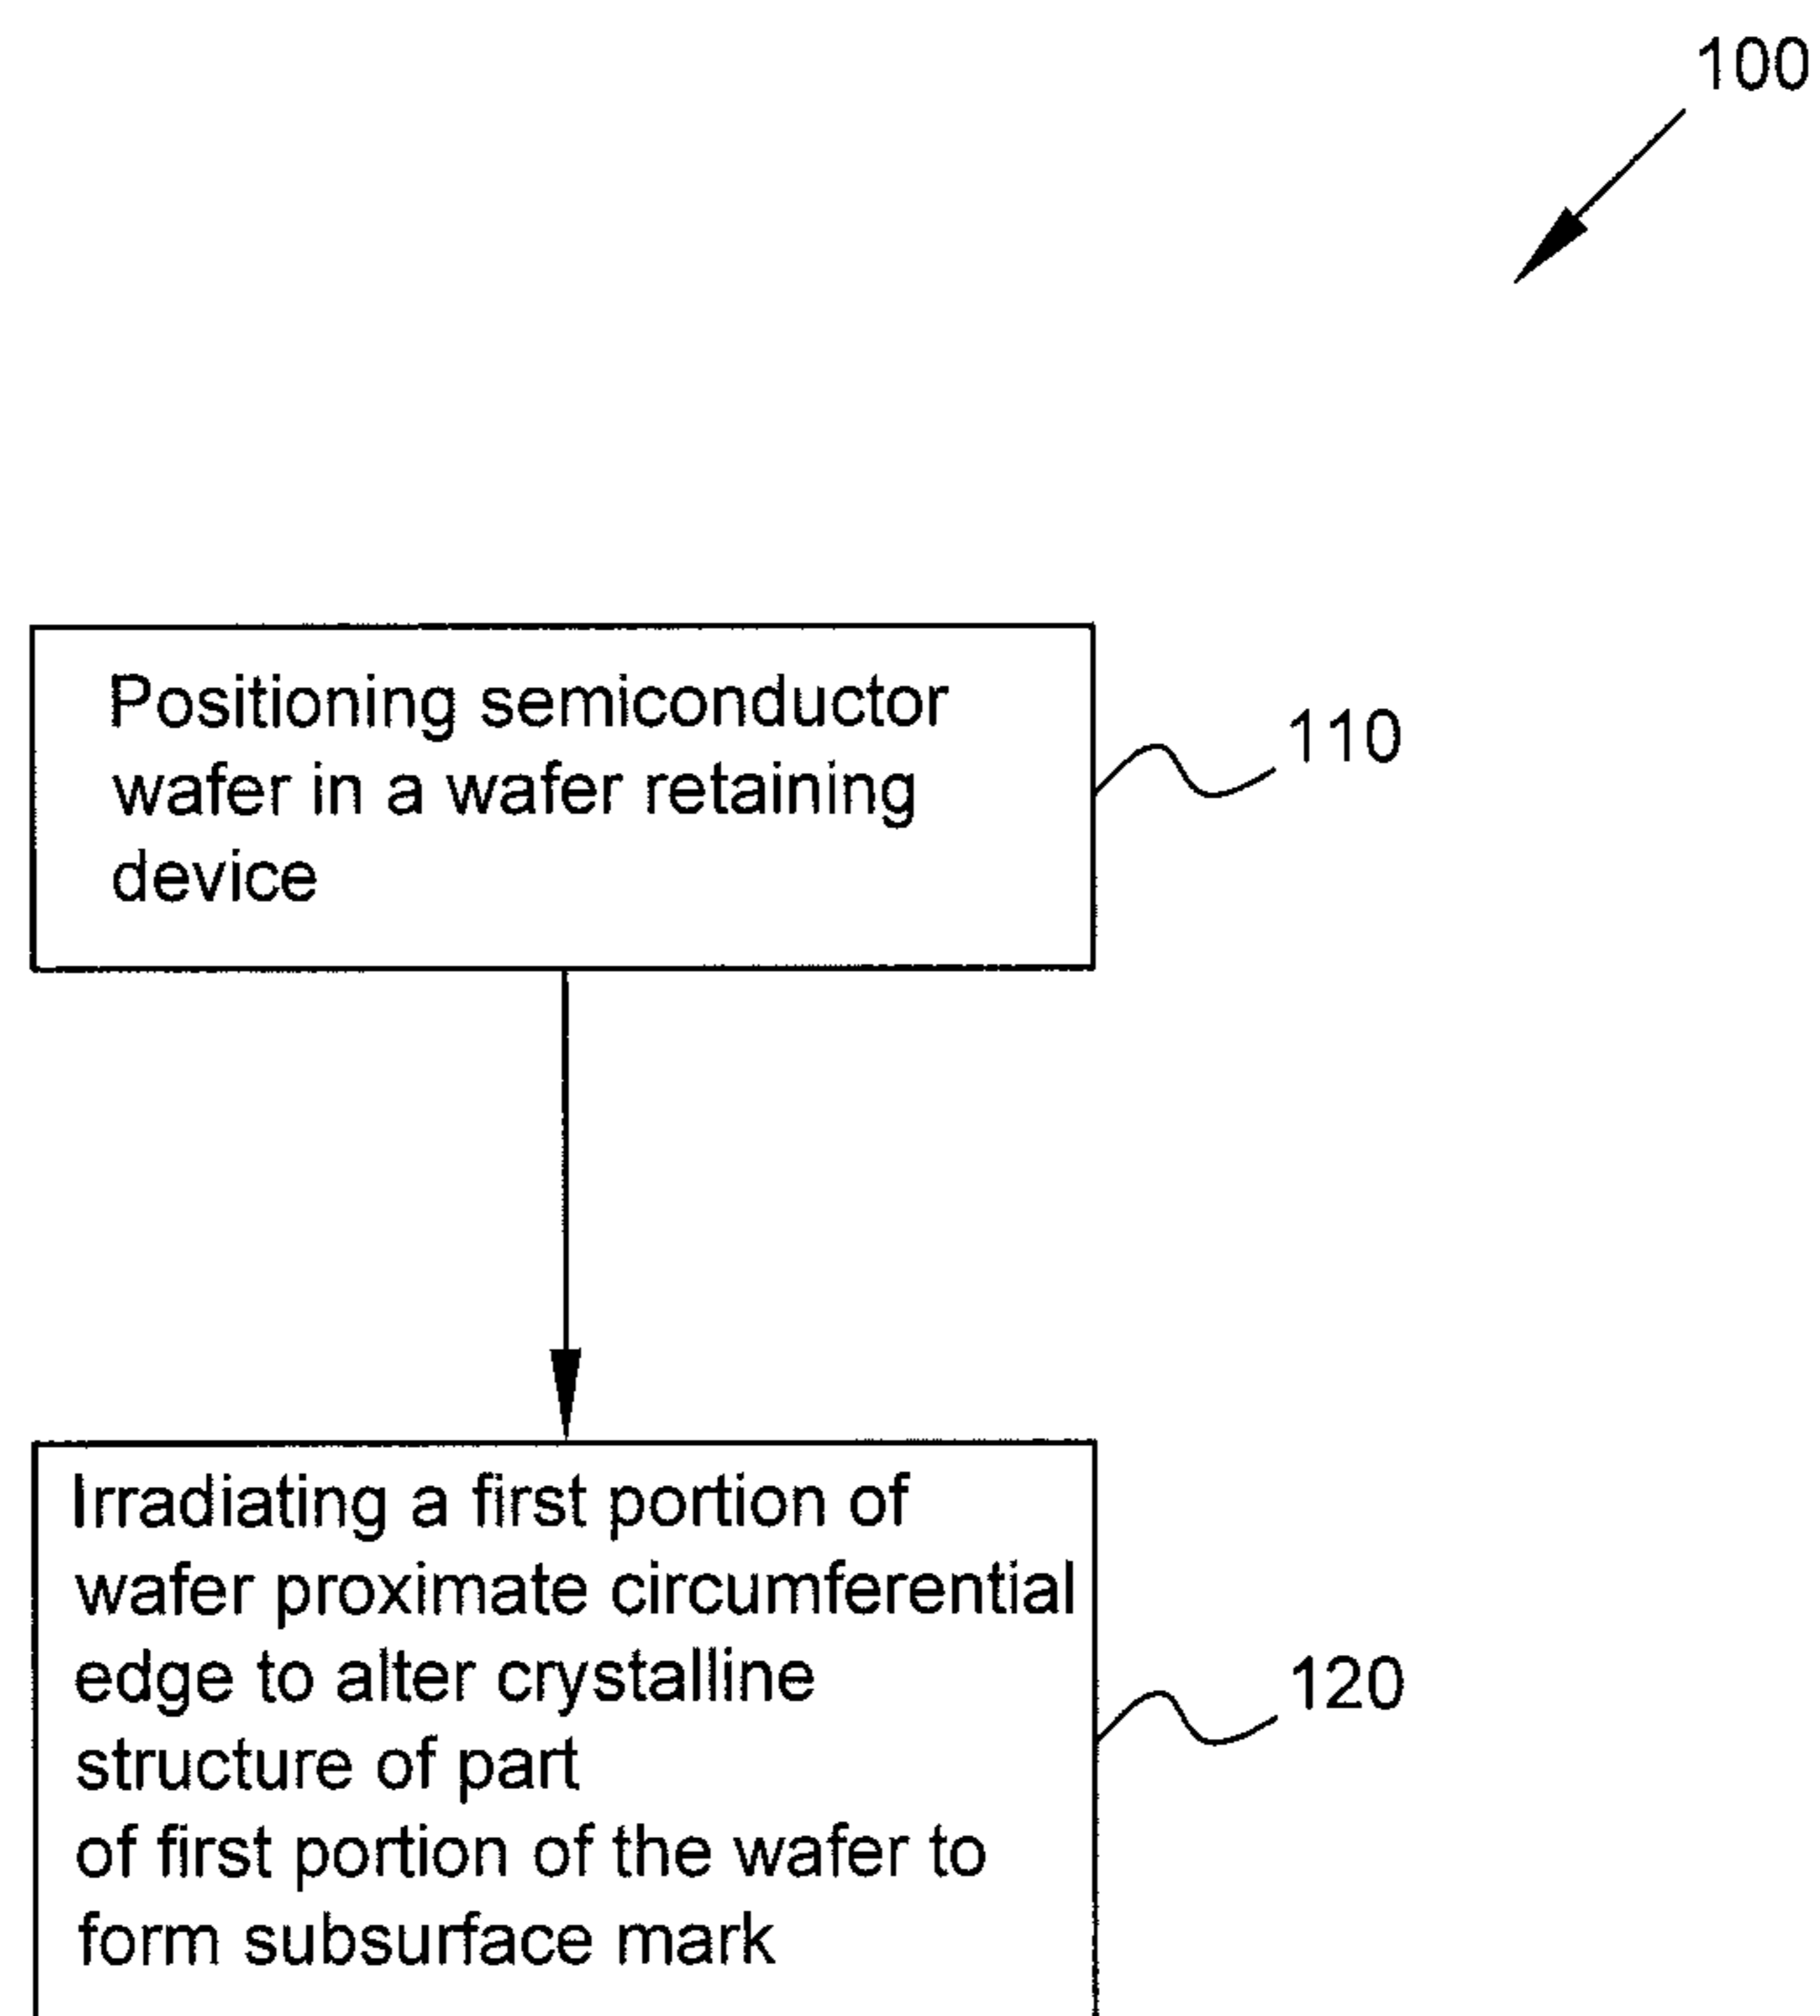 100
Positioning semiconductor
wafer in a wafer retaining
device
110
Irradiating a first portion of
wafer proximate circumferential
edge to alter crystalline
structure of part
of first portion of the wafer to
form subsurface mark
120